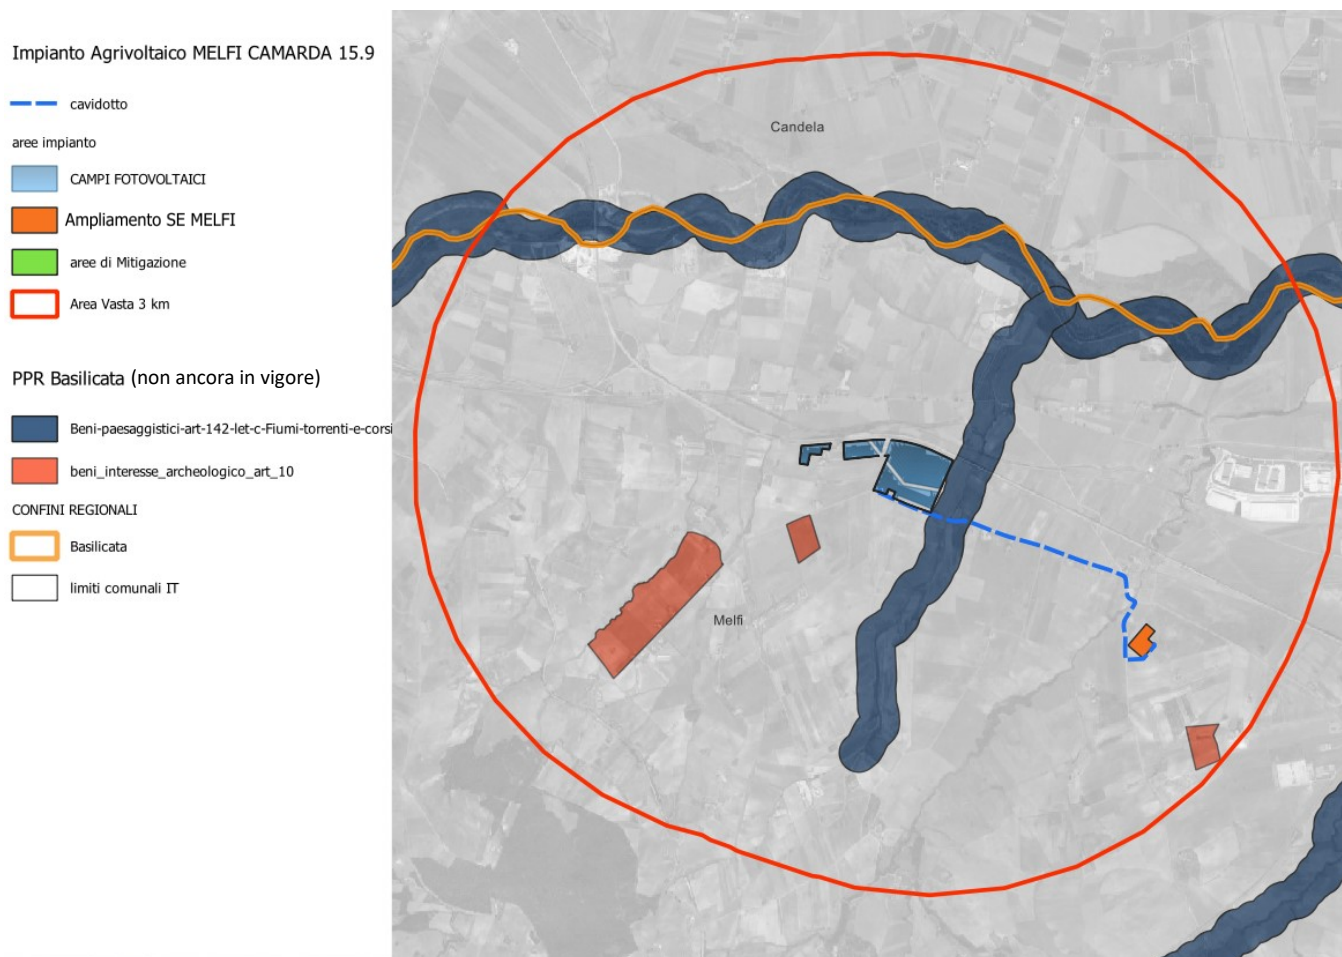 Impianto Agrivoltaico MELFI CAMARDA 15.9
cavidotto
aree impianto
CAMPI FOTOVOLTAICI
Ampliamento SE MELFI
aree di Mitigazione
Area Vasta 3 km
PPR Basilicata (non ancora in vigore)
Beni-paesaggistici-art-142-let-c-Fiumi-torrenti-e-corsi
beni_interesse_archeologico_art_10
CONFINI REGIONALI
Basilicata
limiti comunali IT
Candela
Melfi